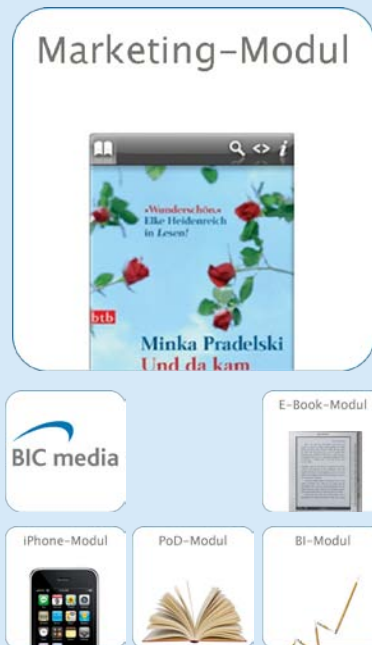 Marketing-Modul
»Wunderschön.«
Elke Heidenreich
in Lesen!
btb
Minka Pradelski
Und da kam
BIC media
E-Book-Modul
iPhone-Modul
PoD-Modul
BI-Modul